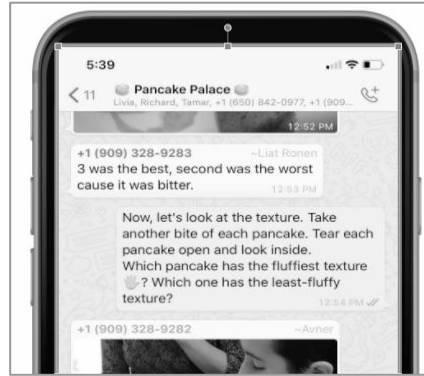 5:39
11
Pancake Palace
Livia, Richard, Tamar, +1 (650) 842-0977, +1 (909...
12:52 PM
+1 (909) 328-9283 ~Liat Ronen
3 was the best, second was the worst
cause it was bitter.
12:53 PM
Now, let's look at the texture. Take
another bite of each pancake. Tear each
pancake open and look inside.
Which pancake has the fluffiest texture
🖐? Which one has the least-fluffy
texture?
12:54 PM
+1 (909) 328-9282 ~Avner